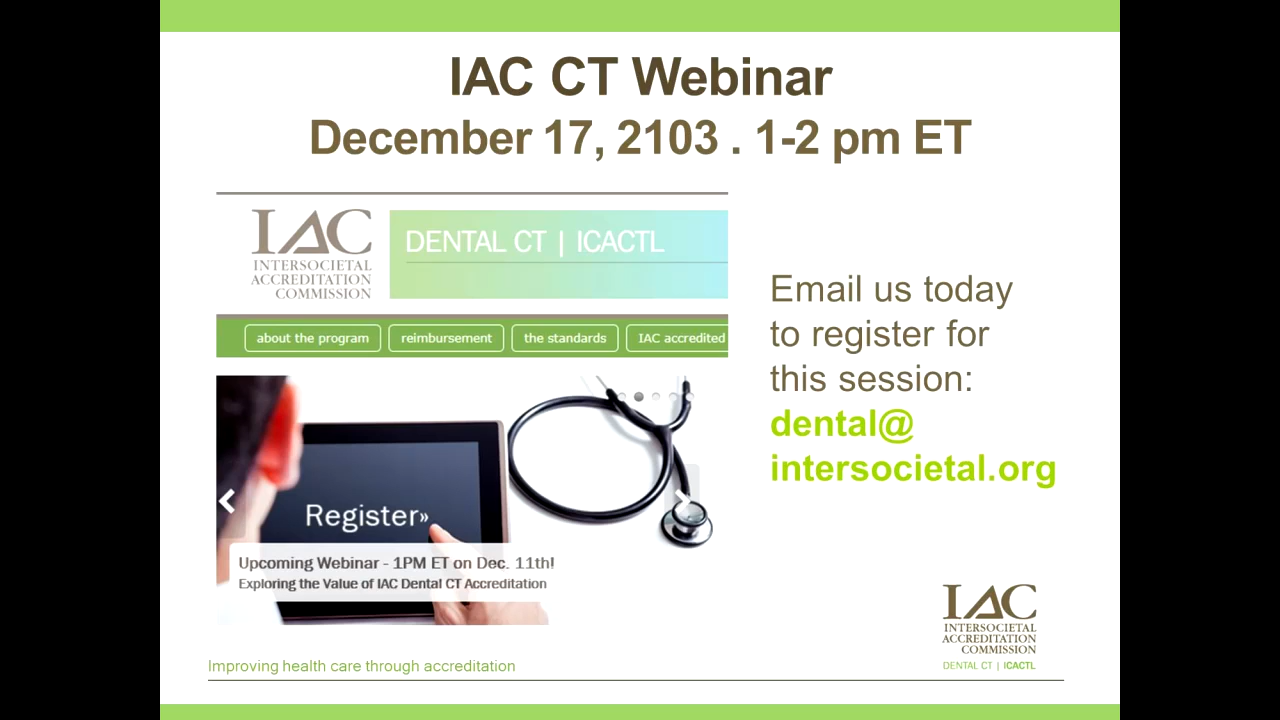 IAC CT Webinar
December 17, 2103 . 1-2 pm ET
IAC
INTERSOCIETAL
ACCREDITATION
COMMISSION
DENTAL CT | ICACTL
about the program
reimbursement
the standards
IAC accredited
Email us today
to register for
this session:
dental@
intersocietal.org
Register»
Upcoming Webinar - 1PM ET on Dec. 11th!
Exploring the Value of IAC Dental CT Accreditation
IAC
INTERSOCIETAL
ACCREDITATION
COMMISSION
DENTAL CT | ICACTL
Improving health care through accreditation